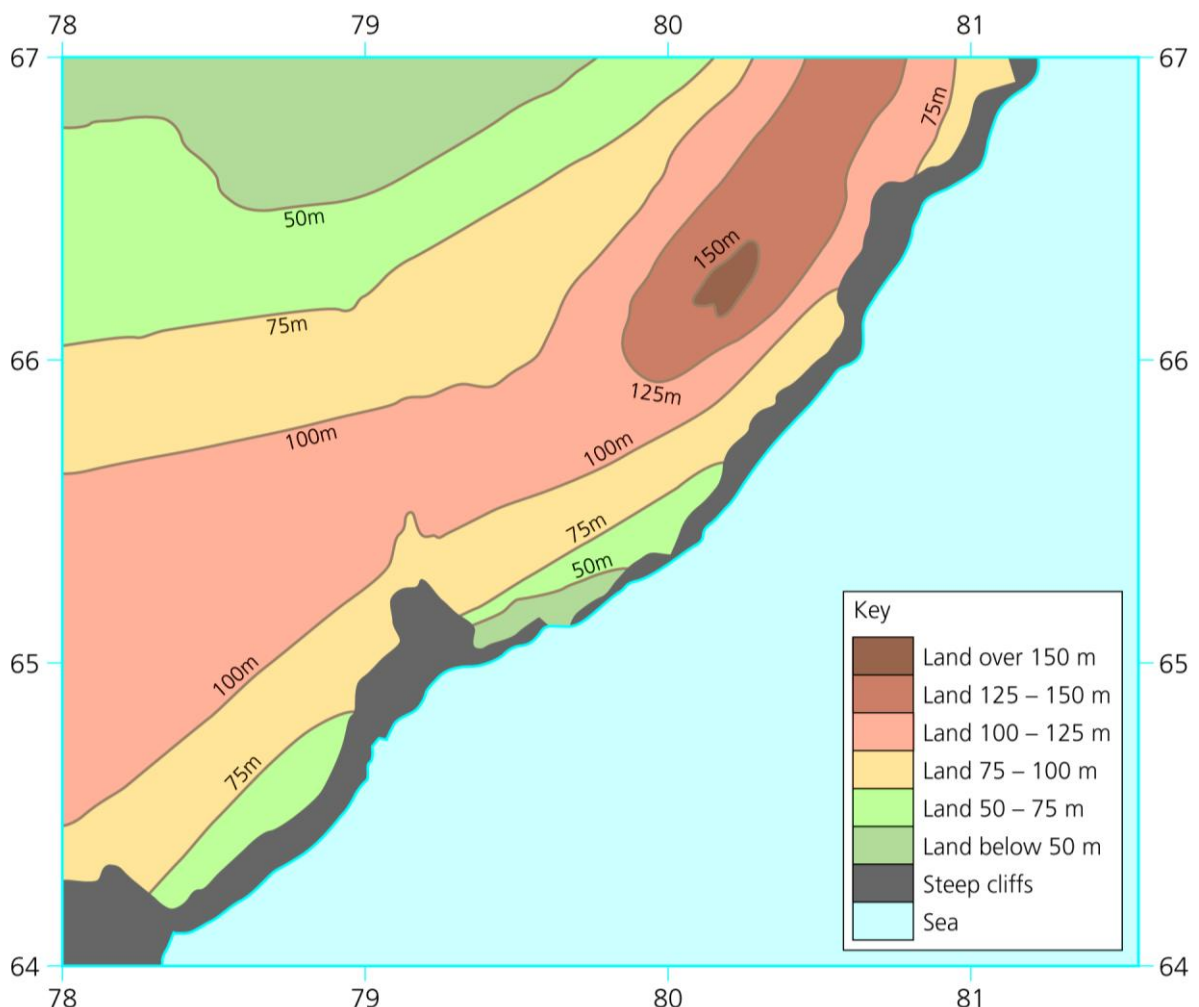 78 79 80 81
67 67
75m
50m
150m
75m
66 66
125m
100m
100m
75m
50m
Key
Land over 150 m
Land 125 – 150 m
Land 100 – 125 m
Land 75 – 100 m
Land 50 – 75 m
Land below 50 m
Steep cliffs
Sea
65 65
100m
75m
64 64
78 79 80 81